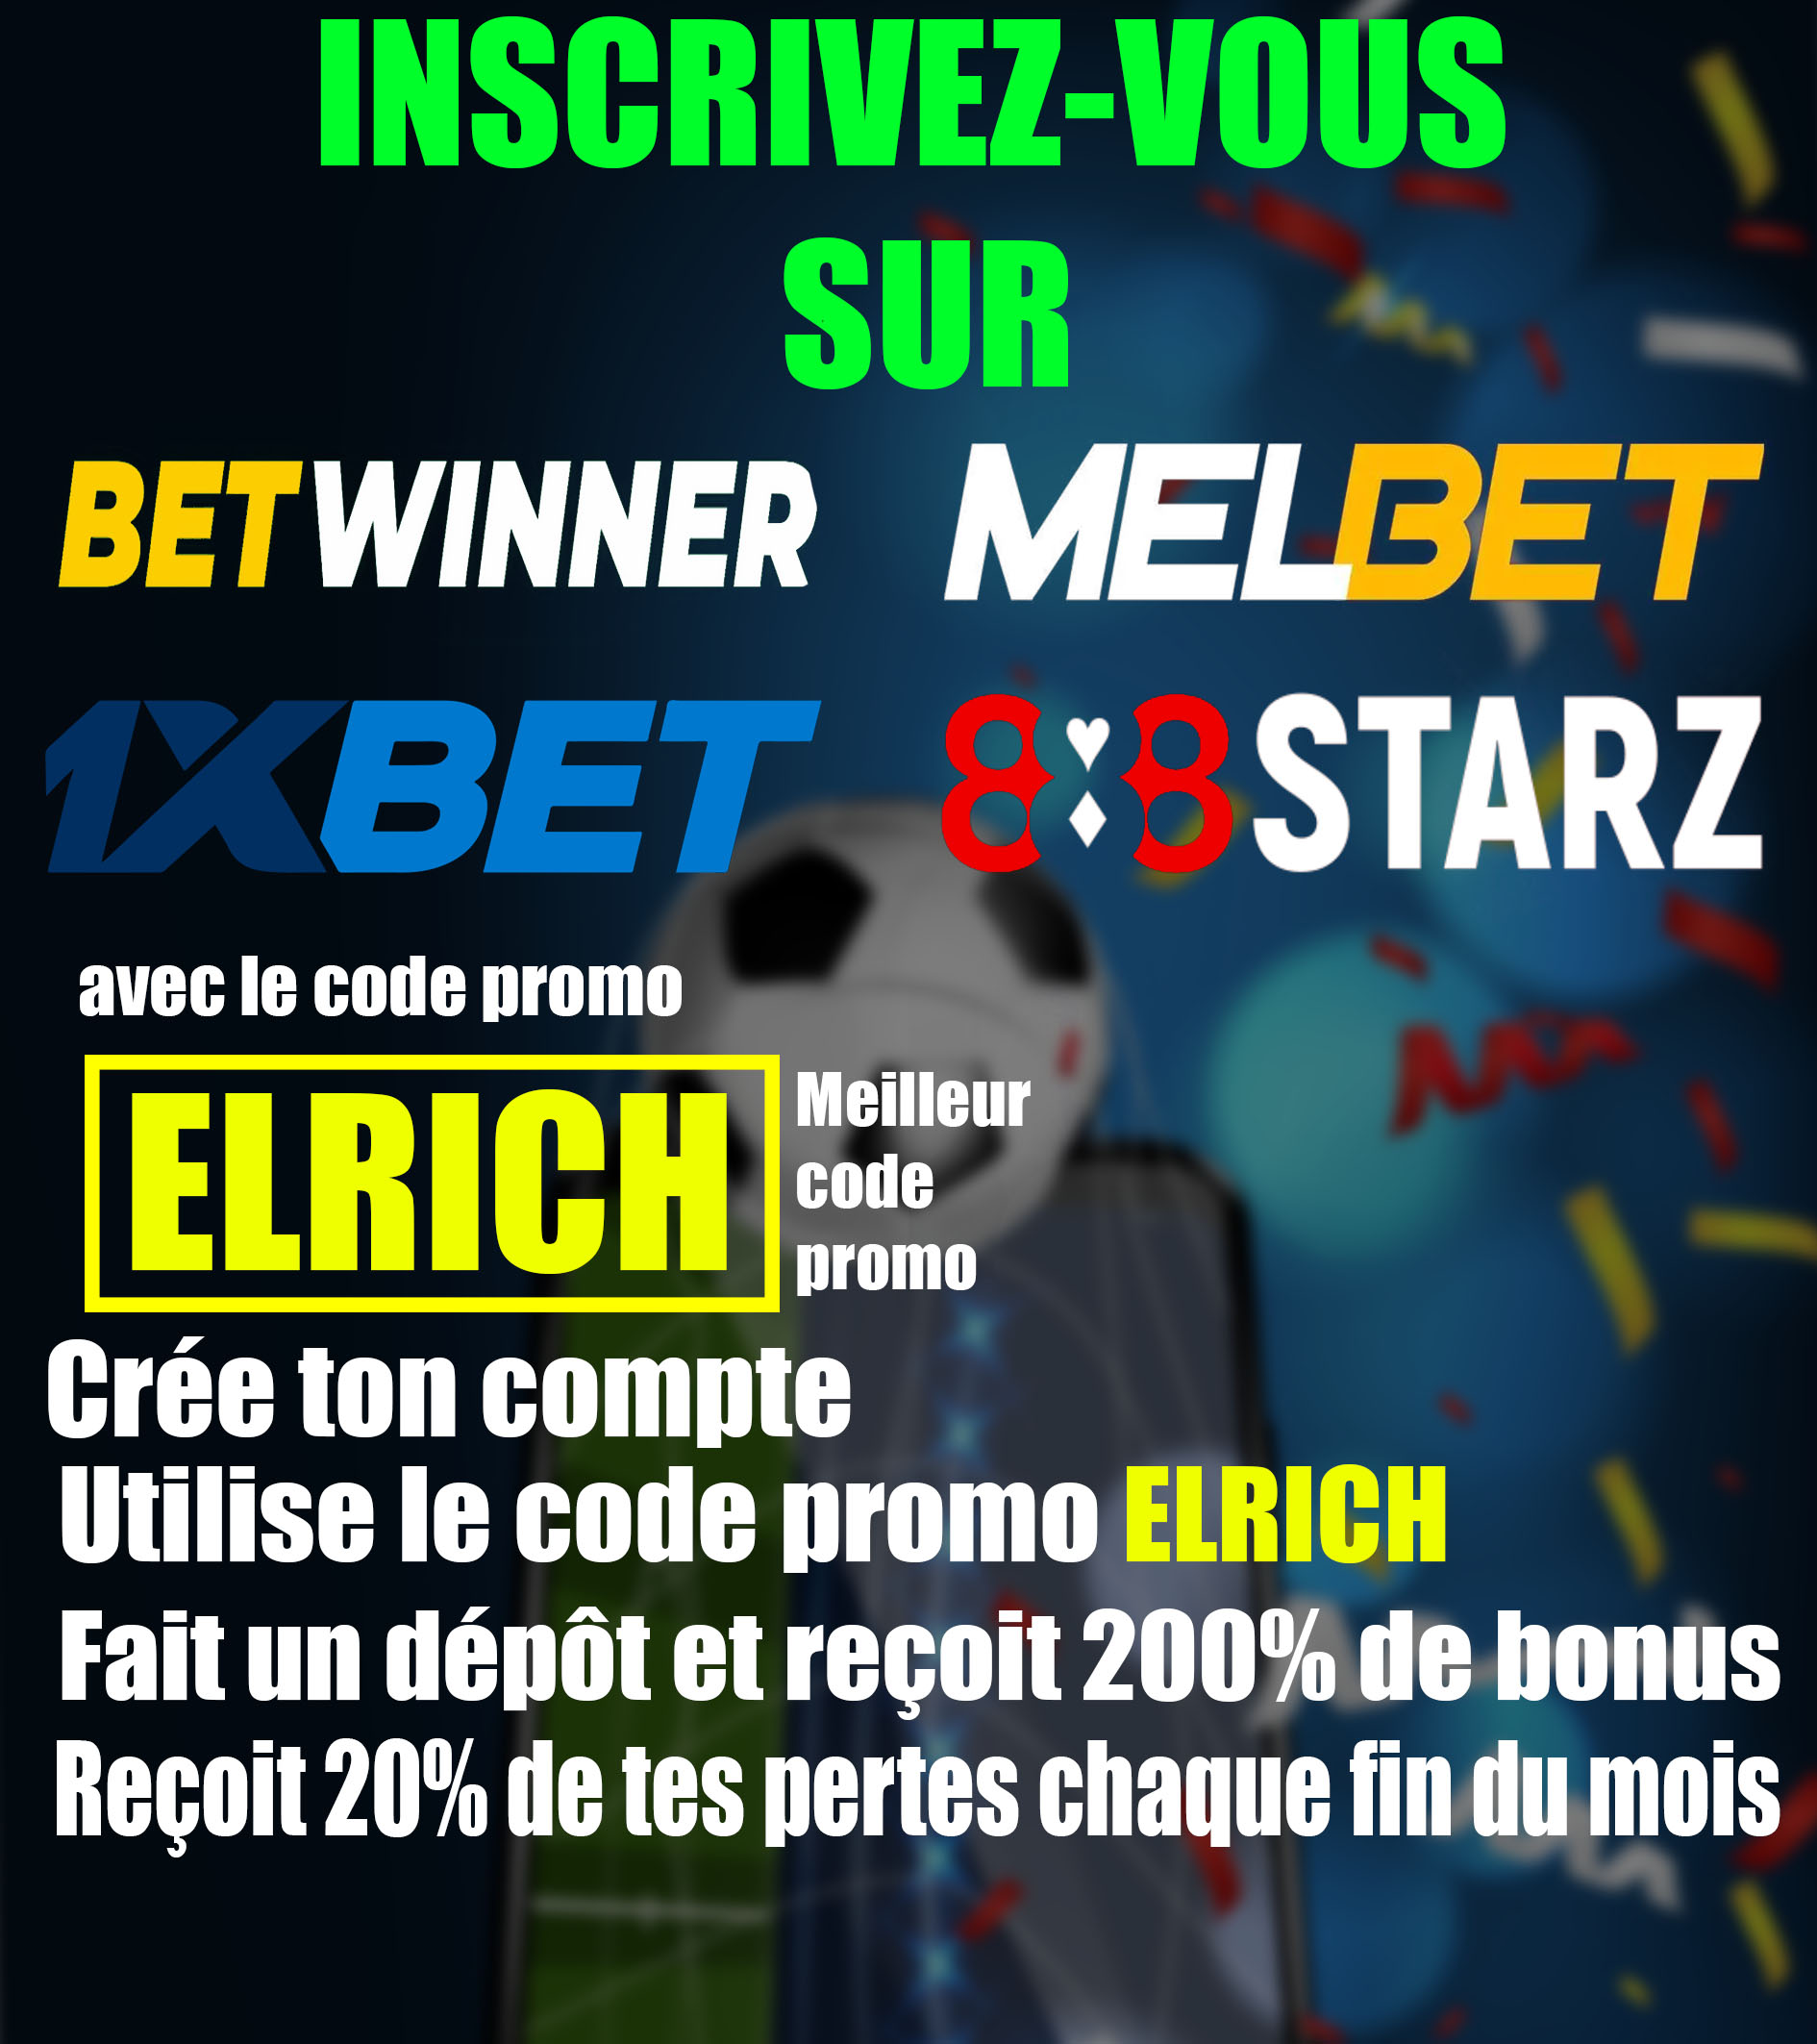 INSCRIVEZ-VOUS
SUR
BETWINNER
MELBET
1XBET
888STARZ
avec le code promo
ELRICH
Meilleur
code
promo
Crée ton compte
Utilise le code promo ELRICH
Fait un dépôt et reçoit 200% de bonus
Reçoit 20% de tes pertes chaque fin du mois